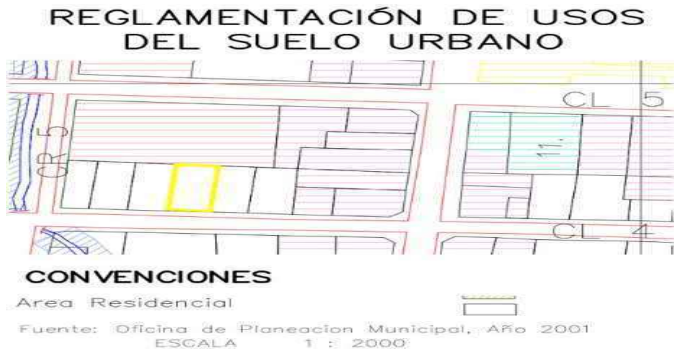 REGLAMENTACIÓN DE USOS
DEL SUELO URBANO
CL 5
CR 5
11.
CL 4
CONVENCIONES
Area Residencial
Fuente: Oficina de Planeacion Municipal, Año 2001
ESCALA 1 : 2000